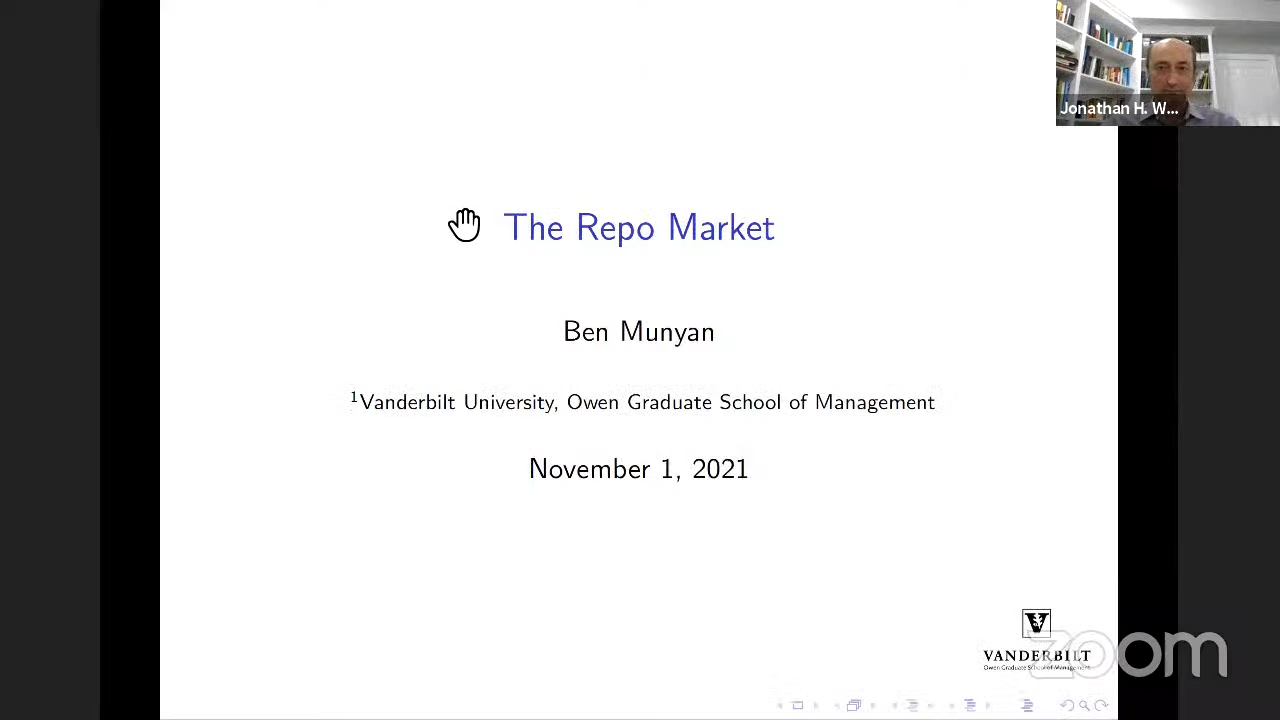 Jonathan H. W...
The Repo Market
Ben Munyan
¹Vanderbilt University, Owen Graduate School of Management
November 1, 2021
V
VANDERBILT
Owen Graduate School of Management
zoom